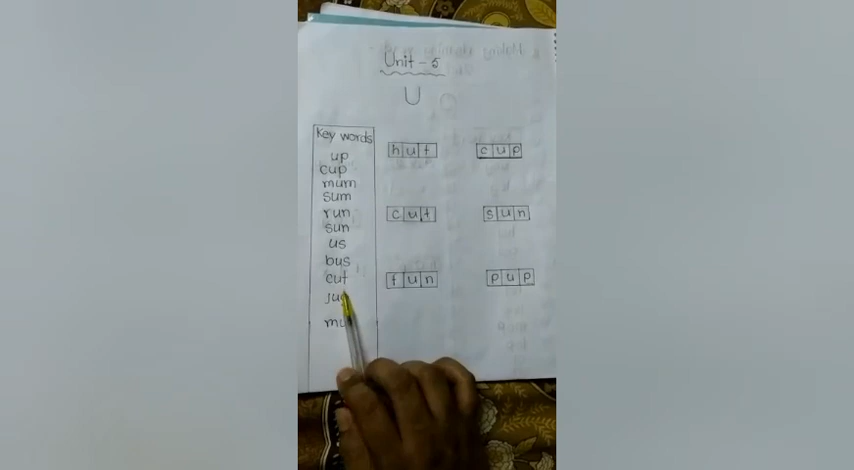 Unit - 5
U
Key words
up
cup
mum
sum
run
sun
us
bus
cut
hut
cup
cut
sun
fun
pup